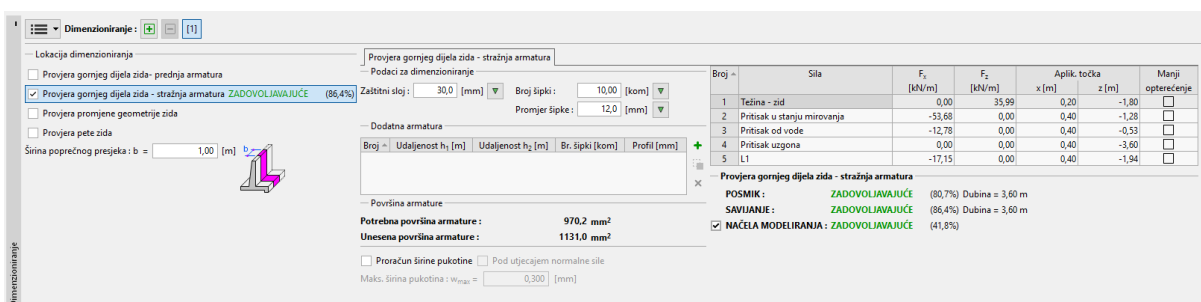 Dimenzioniranje : [1]
Lokacija dimenzioniranja
Provjera gornjeg dijela zida- prednja armatura
Provjera gornjeg dijela zida - stražnja armatura ZADOVOLJAVAJUĆE (86,4%)
Provjera promjene geometrije zida
Provjera pete zida
Širina poprečnog presjeka : b = 1,00 [m]
b
Provjera gornjeg dijela zida - stražnja armatura
Podaci za dimenzioniranje
Zaštitni sloj : 30,0 [mm] Broj šipki : 10,00 [kom]
Promjer šipke : 12,0 [mm]
Dodatna armatura
Broj Udaljenost h1 [m] Udaljenost h2 [m] Br. šipki [kom] Profil [mm]
Površina armature
Potrebna površina armature : 970,2 mm²
Unesena površina armature : 1131,0 mm²
Proračun širine pukotine Pod utjecajem normalne sile
Maks. širina pukotina : wmax = 0,300 [mm]
Broj Sila Fx Fz Aplik. točka Manji
[kN/m] [kN/m] x [m] z [m] opterećenje
1 Težina - zid 0,00 35,99 0,20 -1,80
2 Pritisak u stanju mirovanja -53,68 0,00 0,40 -1,28
3 Pritisak od vode -12,78 0,00 0,40 -0,53
4 Pritisak uzgona 0,00 0,00 0,40 -3,60
5 L1 -17,15 0,00 0,40 -1,94
Provjera gornjeg dijela zida - stražnja armatura
POSMIK : ZADOVOLJAVAJUĆE (80,7%) Dubina = 3,60 m
SAVIJANJE : ZADOVOLJAVAJUĆE (86,4%) Dubina = 3,60 m
NAČELA MODELIRANJA : ZADOVOLJAVAJUĆE (41,8%)
Dimenzioniranje